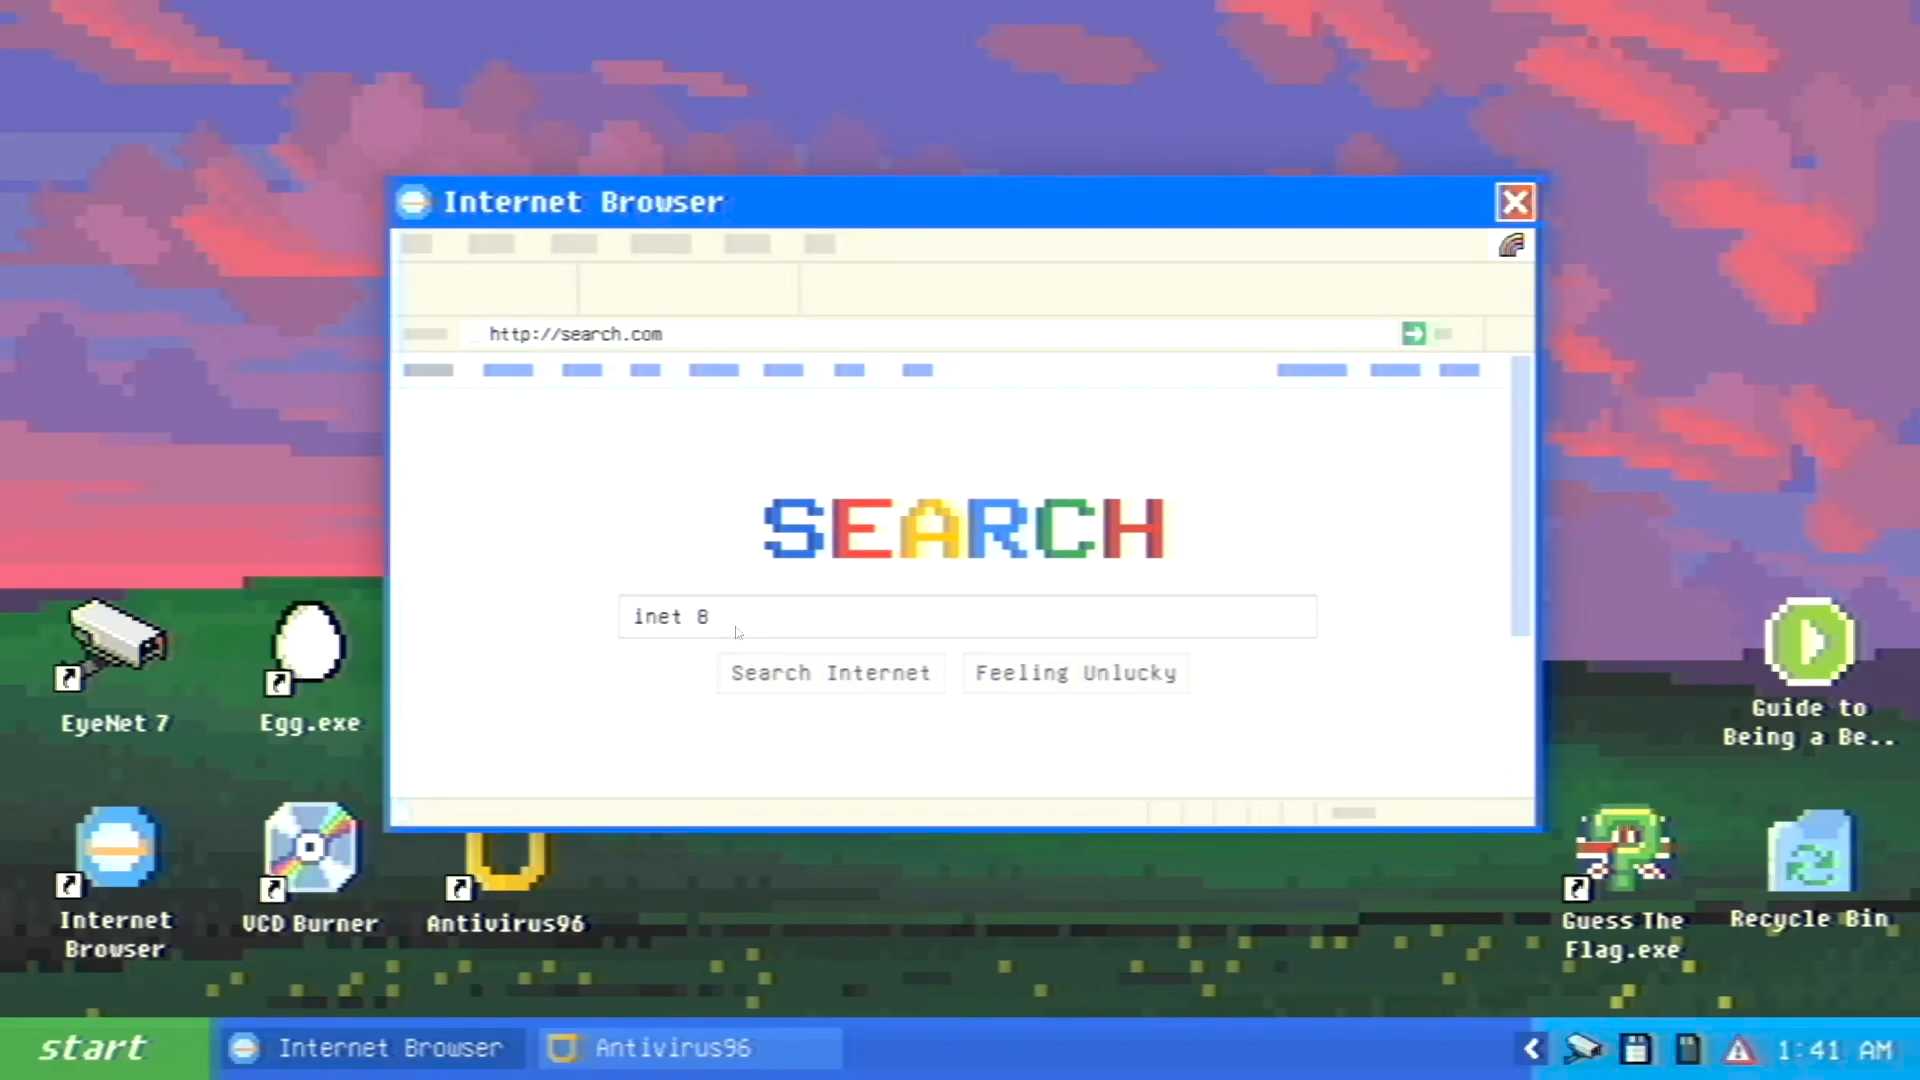 Internet Browser
http://search.com
SEARCH
inet 8
Search Internet
Feeling Unlucky
EyeNet 7
Egg.exe
Guide to
Being a Be..
Internet
Browser
VCD Burner
Antivirus96
Guess The
Flag.exe
Recycle Bin
start
Internet Browser
Antivirus96
1:41 AM